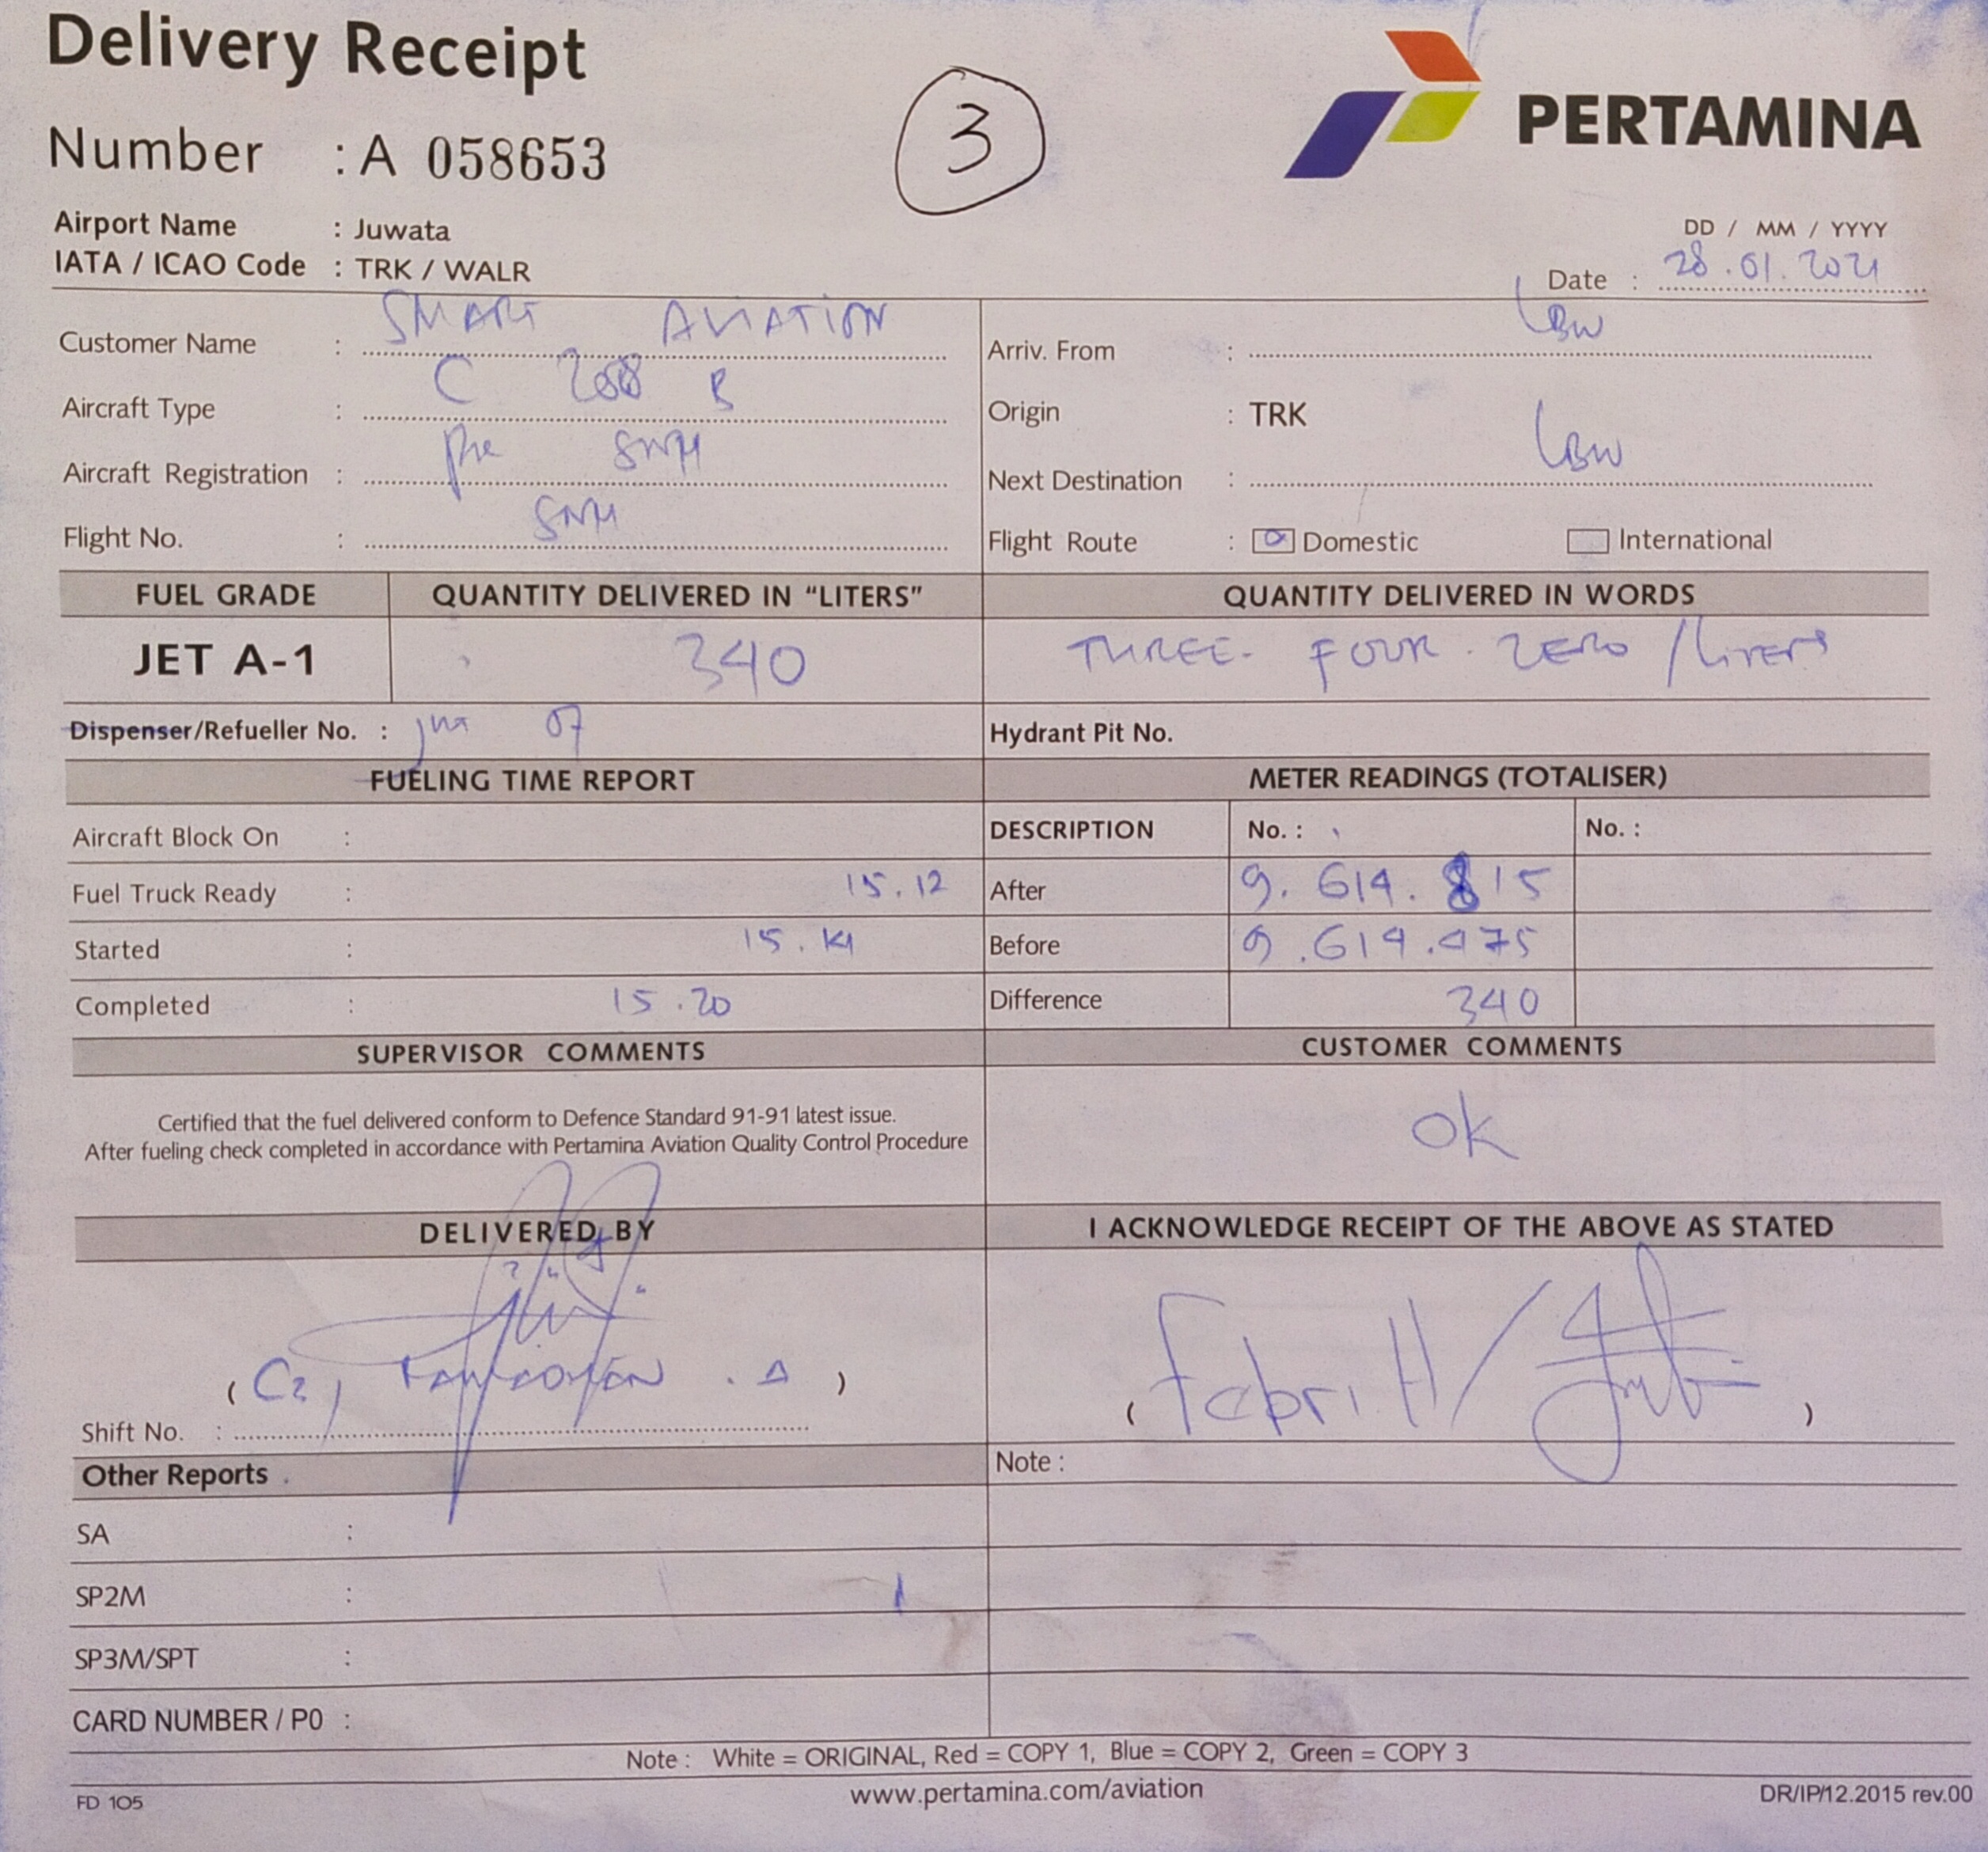 Delivery Receipt
3
PERTAMINA
Number : A 058653
Airport Name : Juwata
IATA / ICAO Code : TRK / WALR
DD / MM / YYYY
Date : 28.01.2021
Customer Name : SMART AVIATION
Arriv. From : LBW
Aircraft Type : C 208 B
Origin : TRK
Aircraft Registration : SNH
Next Destination : LBW
Flight No. : SNH
Flight Route : Domestic International
FUEL GRADE QUANTITY DELIVERED IN “LITERS” QUANTITY DELIVERED IN WORDS
JET A-1 340 THREE. FOUR. ZERO / LITERS
Dispenser/Refueller No. : 07
Hydrant Pit No.
FUELING TIME REPORT METER READINGS (TOTALISER)
Aircraft Block On : DESCRIPTION No. : No. :
Fuel Truck Ready : 15.12 After 9.614.815
Started : 15.14 Before 9.614.475
Completed : 15.20 Difference 340
SUPERVISOR COMMENTS CUSTOMER COMMENTS
Certified that the fuel delivered conform to Defence Standard 91-91 latest issue.
After fueling check completed in accordance with Pertamina Aviation Quality Control Procedure
OK
DELIVERED BY I ACKNOWLEDGE RECEIPT OF THE ABOVE AS STATED
( C2 )
( Febri H / )
Shift No. :
Other Reports
Note :
SA :
SP2M :
SP3M/SPT :
CARD NUMBER / P0 :
Note : White = ORIGINAL, Red = COPY 1, Blue = COPY 2, Green = COPY 3
FD 105 www.pertamina.com/aviation DR/IP/12.2015 rev.00